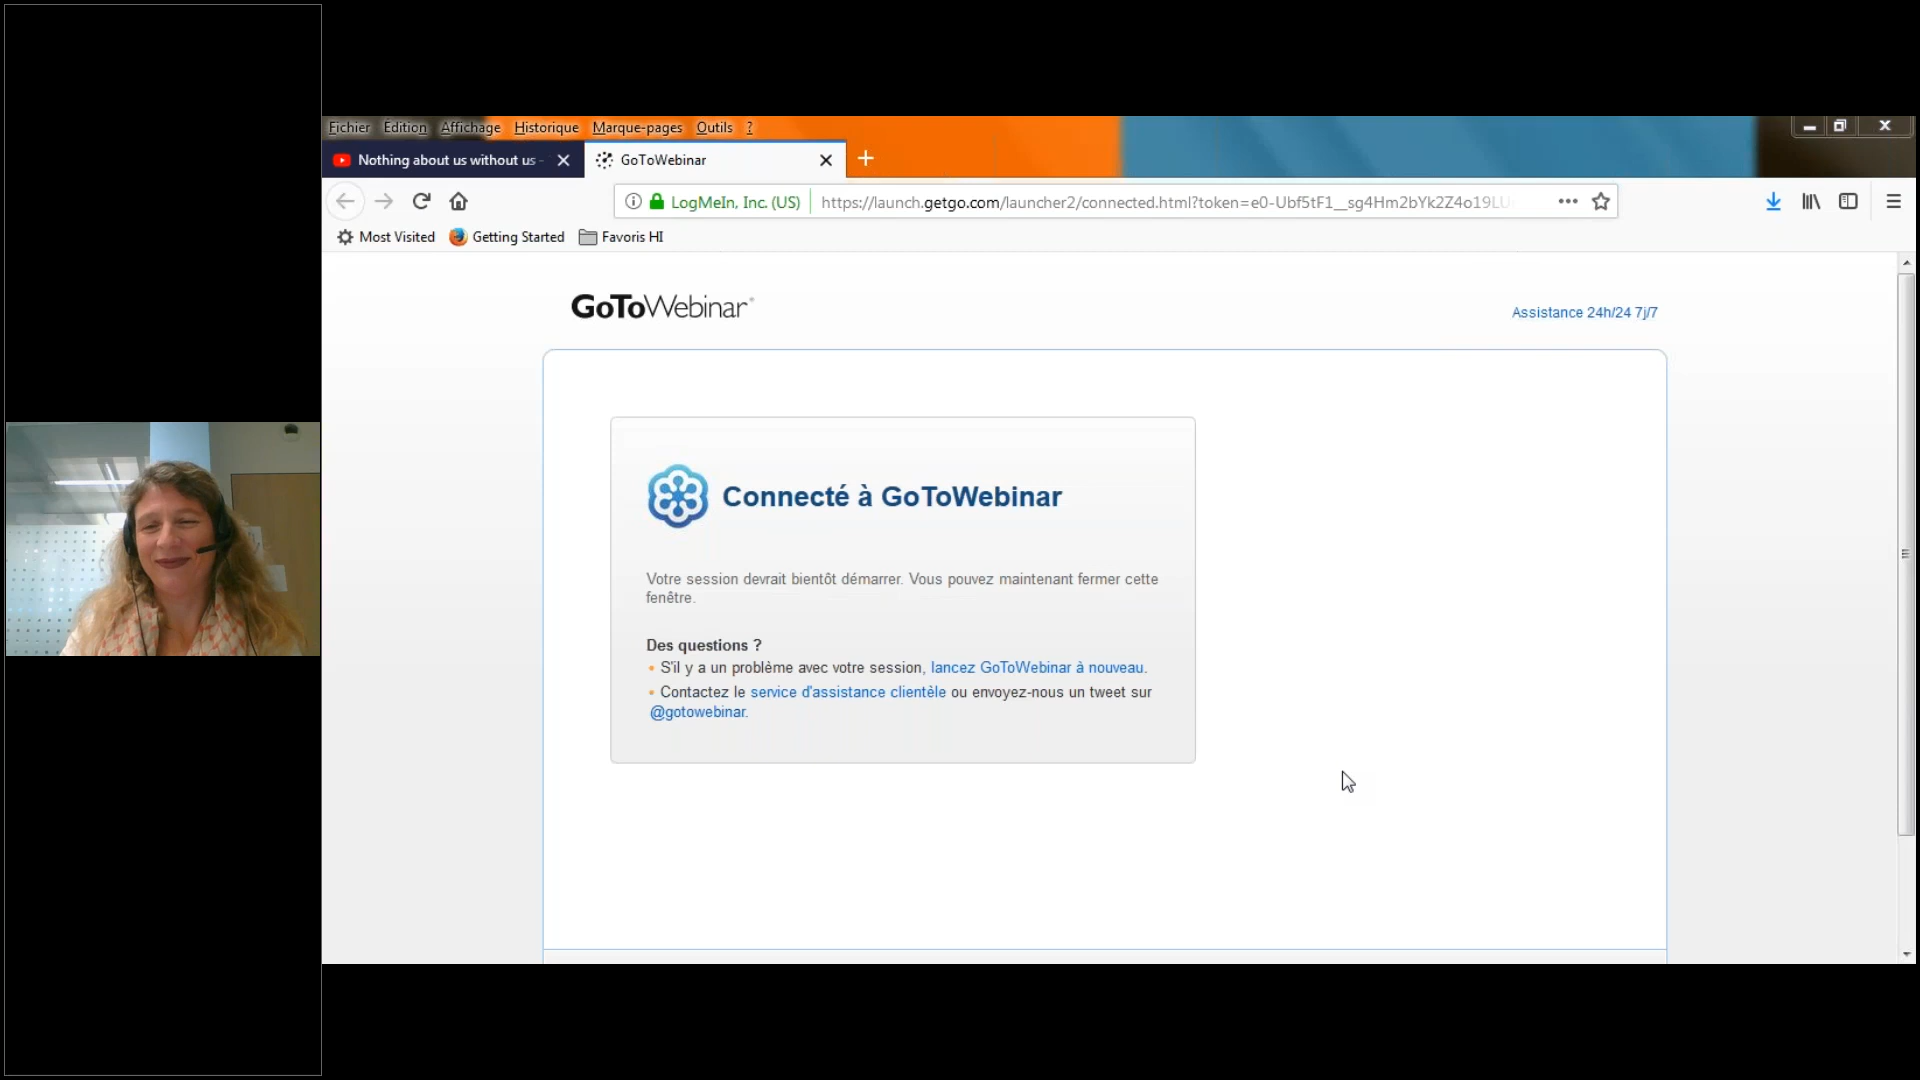 Fichier Édition Affichage Historique Marque-pages Outils ?
Nothing about us without us -
GoToWebinar
LogMeIn, Inc. (US)
https://launch.getgo.com/launcher2/connected.html?token=e0-Ubf5tF1__sg4Hm2bYk2Z4o19LU
Most Visited Getting Started Favoris HI
GoToWebinar
Assistance 24h/24 7j/7
Connecté à GoToWebinar
Votre session devrait bientôt démarrer. Vous pouvez maintenant fermer cette
fenêtre.
Des questions ?
• S'il y a un problème avec votre session, lancez GoToWebinar à nouveau.
• Contactez le service d'assistance clientèle ou envoyez-nous un tweet sur
@gotowebinar.